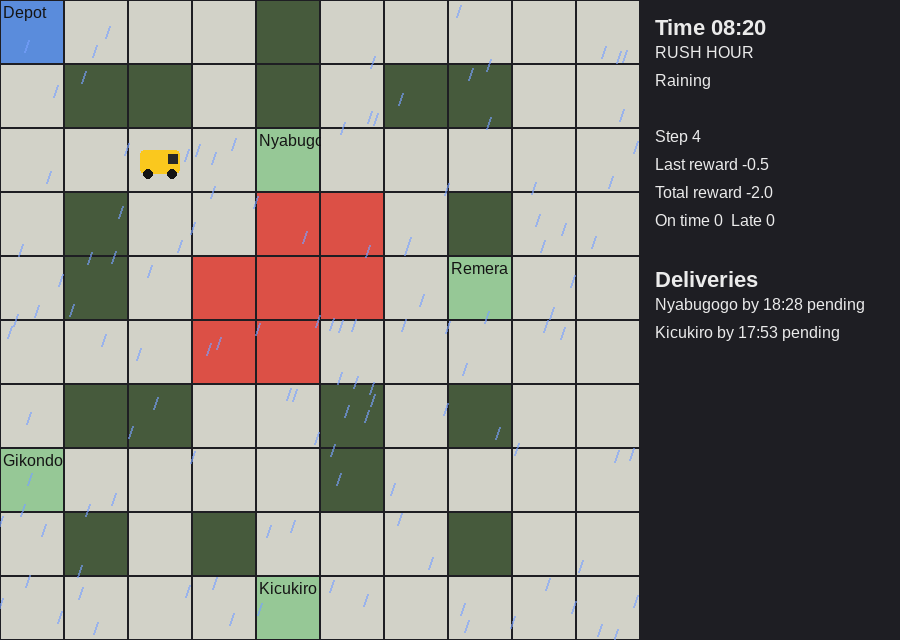 Depot
Nyabugo
Remera
Gikondo
Kicukiro
Time 08:20
RUSH HOUR
Raining
Step 4
Last reward -0.5
Total reward -2.0
On time 0  Late 0
Deliveries
Nyabugogo by 18:28 pending
Kicukiro by 17:53 pending